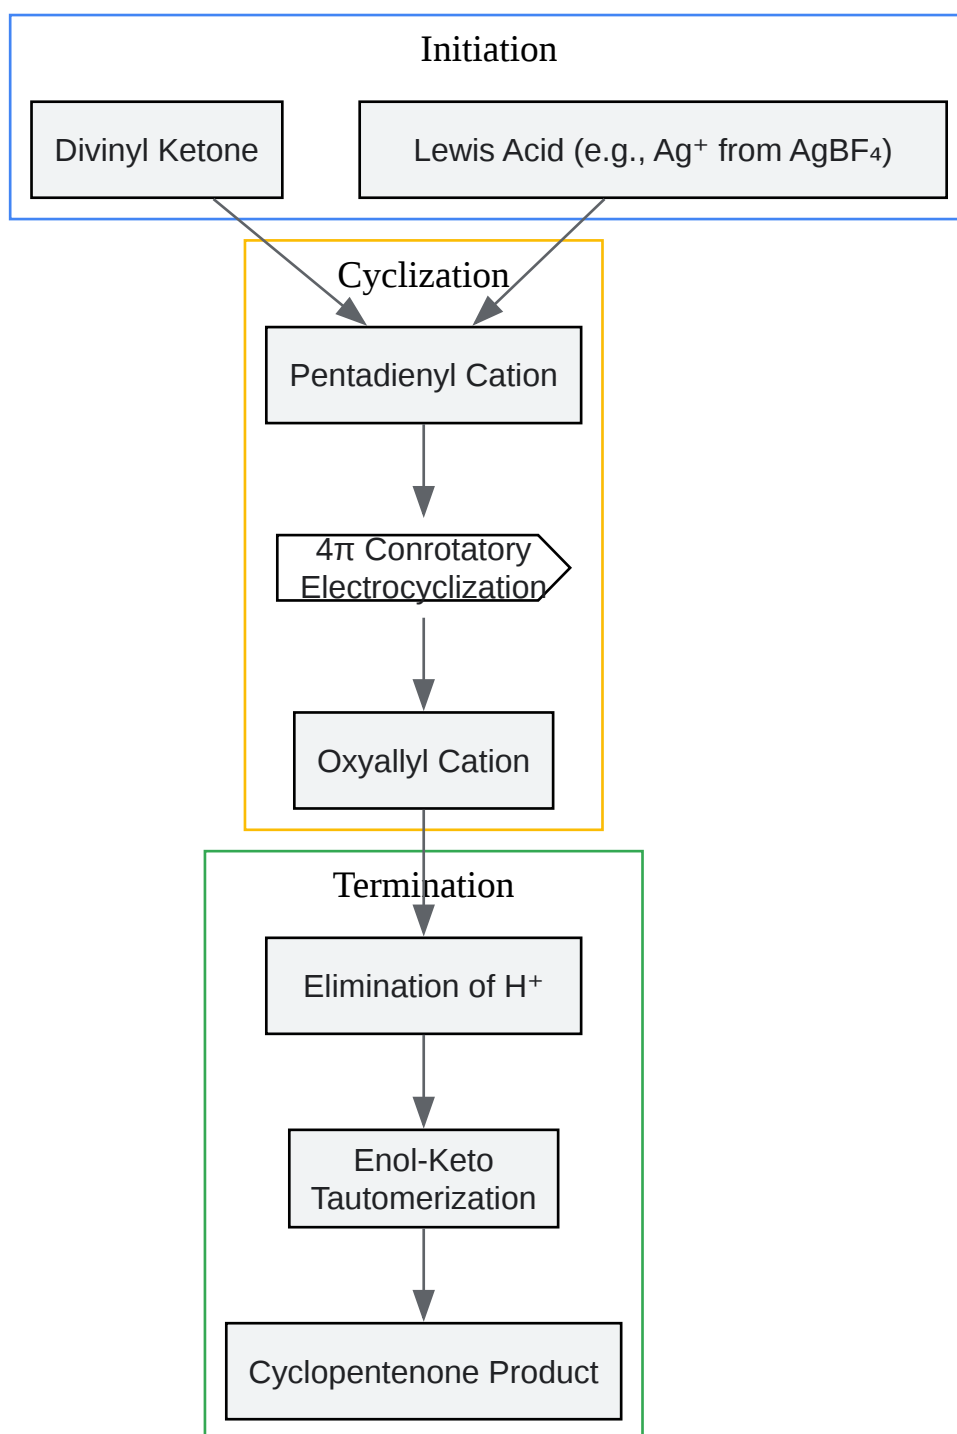 Initiation
Divinyl Ketone
Lewis Acid (e.g., Ag⁺ from AgBF₄)
Cyclization
Pentadienyl Cation
4π Conrotatory
Electrocyclization
Oxyallyl Cation
Termination
Elimination of H⁺
Enol-Keto
Tautomerization
Cyclopentenone Product